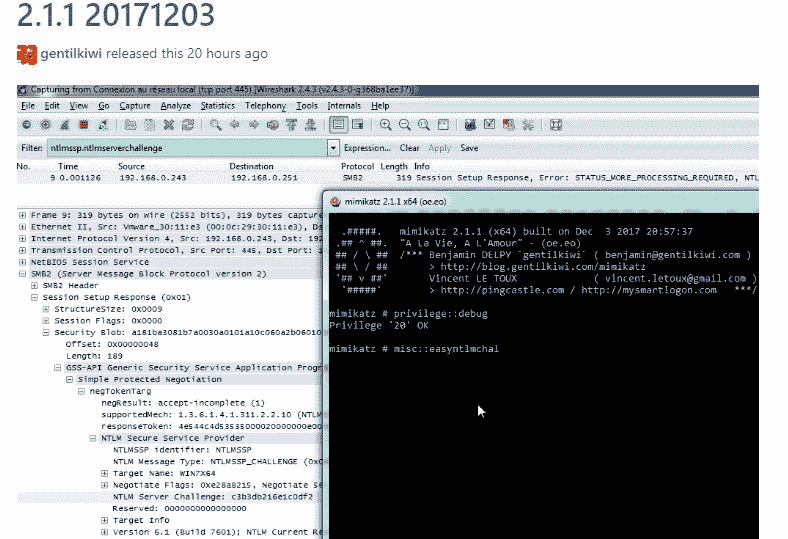 2.1.1 20171203
gentilkiwi released this 20 hours ago
Capturing from Connexion au réseau local (tcp port 445) [Wireshark 2.4.3 (v2.4.3-0-g368ba1ee37)]
File Edit View Go Capture Analyze Statistics Telephony Tools Internals Help
Filter: ntlmssp.ntlmserverchallenge Expression... Clear Apply Save
No. Time Source Destination Protocol Length Info
9 0.001126 192.168.0.243 192.168.0.251 SMB2 319 Session Setup Response, Error: STATUS_MORE_PROCESSING_REQUIRED, NTL
Frame 9: 319 bytes on wire (2552 bits), 319 bytes capture
Ethernet II, Src: Vmware_30:11:e3 (00:0c:29:30:11:e3), Ds
Internet Protocol Version 4, Src: 192.168.0.243, Dst: 192
Transmission Control Protocol, Src Port: 445, Dst Port:
NetBIOS Session Service
SMB2 (Server Message Block Protocol version 2)
SMB2 Header
Session Setup Response (0x01)
StructureSize: 0x0009
Session Flags: 0x0000
Security Blob: a181ba3081b7a0030a0101a10c060a2b06010
Offset: 0x00000048
Length: 189
GSS-API Generic Security Service Application Progr
Simple Protected Negotiation
negTokenTarg
negResult: accept-incomplete (1)
supportedMech: 1.3.6.1.4.1.311.2.2.10 (NTLM
responseToken: 4e544c4d53535000020000000e00
NTLM Secure Service Provider
NTLMSSP identifier: NTLMSSP
NTLM Message Type: NTLMSSP_CHALLENGE (0x0
Target Name: WIN7X64
Negotiate Flags: 0xe28a8215, Negotiate 56
NTLM Server Challenge: c3b3db216e1c0df2
Reserved: 0000000000000000
Target Info
Version 6.1 (Build 7601); NTLM Current Re
mimikatz 2.1.1 x64 (oe.eo)
.#####. mimikatz 2.1.1 (x64) built on Dec 3 2017 20:57:37
.## ^ ##. "A La Vie, A L'Amour" - (oe.eo)
## / \ ## /*** Benjamin DELPY `gentilkiwi` ( benjamin@gentilkiwi.com )
## \ / ## > http://blog.gentilkiwi.com/mimikatz
'## v ##' Vincent LE TOUX ( vincent.letoux@gmail.com )
'#####' > http://pingcastle.com / http://mysmartlogon.com ***/
mimikatz # privilege::debug
Privilege '20' OK
mimikatz # misc::easyntlmchal